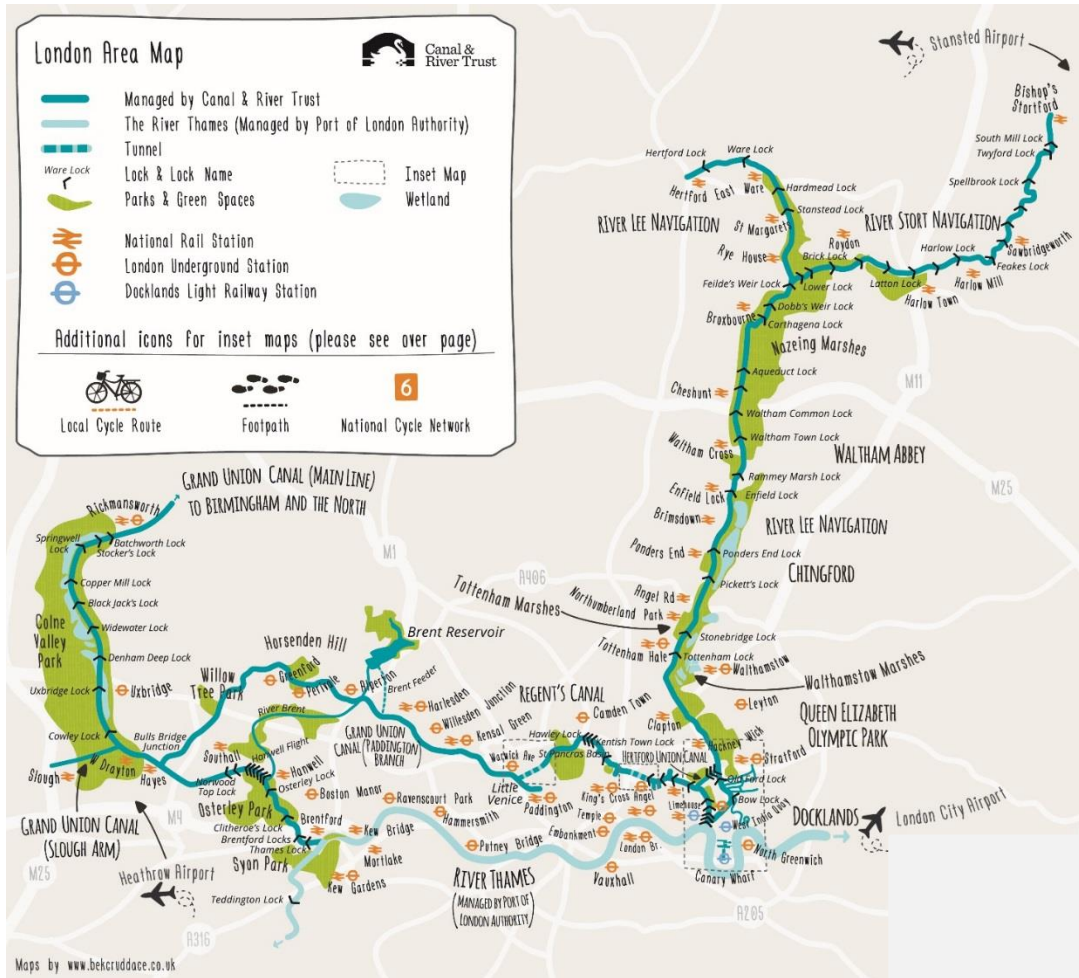 London Area Map
Canal &
River Trust
Managed by Canal & River Trust
The River Thames (Managed by Port of London Authority)
Tunnel
Ware Lock
Lock & Lock Name
Inset Map
Parks & Green Spaces
Wetland
National Rail Station
London Underground Station
Docklands Light Railway Station
Additional icons for inset maps (please see over page)
6
Local Cycle Route
Footpath
National Cycle Network
Stansted Airport
Bishop's
Stortford
South Mill Lock
Twyford Lock
Spellbrook Lock
Sawbridgeworth
Feakes Lock
RIVER STORT NAVIGATION
Harlow Lock
Harlow Mill
Harlow Town
Latton Lock
Roydon
Brick Lock
Lower Lock
Hertford Lock
Ware Lock
Hertford East
Ware
Hardmead Lock
RIVER LEE NAVIGATION
Stanstead Lock
St Margarets
Rye House
Feilde's Weir Lock
Dobb's Weir Lock
Broxbourne
Carthagena Lock
Nazeing Marshes
Aqueduct Lock
M11
Cheshunt
Waltham Common Lock
Waltham Town Lock
Waltham Cross
WALTHAM ABBEY
Rammey Marsh Lock
M25
Enfield Lock
Enfield Lock
Brimsdown
RIVER LEE NAVIGATION
Ponders End
Ponders End Lock
CHINGFORD
Pickett's Lock
Angel Rd
Northumberland Park
Tottenham Marshes
Stonebridge Lock
Tottenham Hale
Tottenham Lock
Walthamstow
Walthamstow Marshes
Leyton
Clapton
QUEEN ELIZABETH
OLYMPIC PARK
Hackney Wick
Stratford
Old Ford Lock
Bow Lock
HERTFORD UNION CANAL
Limehouse
West India Quay
DOCKLANDS
London City Airport
North Greenwich
Canary Wharf
A205
GRAND UNION CANAL (MAIN LINE)
TO BIRMINGHAM AND THE NORTH
Rickmansworth
Springwell
Lock
Batchworth Lock
Stocker's Lock
Copper Mill Lock
Black Jack's Lock
Colne
Valley
Park
Widewater Lock
Denham Deep Lock
Uxbridge Lock
Uxbridge
Cowley Lock
Slough
W. Drayton
Hayes
GRAND UNION CANAL
(SLOUGH ARM)
M25
M4
Heathrow Airport
Bulls Bridge
Junction
Willow
Tree Park
Horsenden Hill
Greenford
Perivale
Alperton
M1
A406
Brent Reservoir
Brent Feeder
River Brent
Harlesden
Willesden Junction
Kensal Green
GRAND UNION
CANAL (PADDINGTON
BRANCH)
REGENT'S CANAL
Camden Town
Hawley Lock
Kentish Town Lock
St Pancras Basin
Warwick Ave
Little
Venice
Paddington
King's Cross
Angel
Temple
Embankment
London Br.
Vauxhall
Southall
Hanwell Flight
Hanwell
Norwood
Top Lock
Osterley Lock
Boston Manor
Osterley Park
Ravenscourt Park
Hammersmith
Putney Bridge
Brentford
Kew Bridge
Clitheroe's Lock
Brentford Locks
Thames Lock
Mortlake
Syon Park
Kew Gardens
Teddington Lock
RIVER THAMES
(MANAGED BY PORT OF
LONDON AUTHORITY)
A316
Maps by www.bekcruddace.co.uk